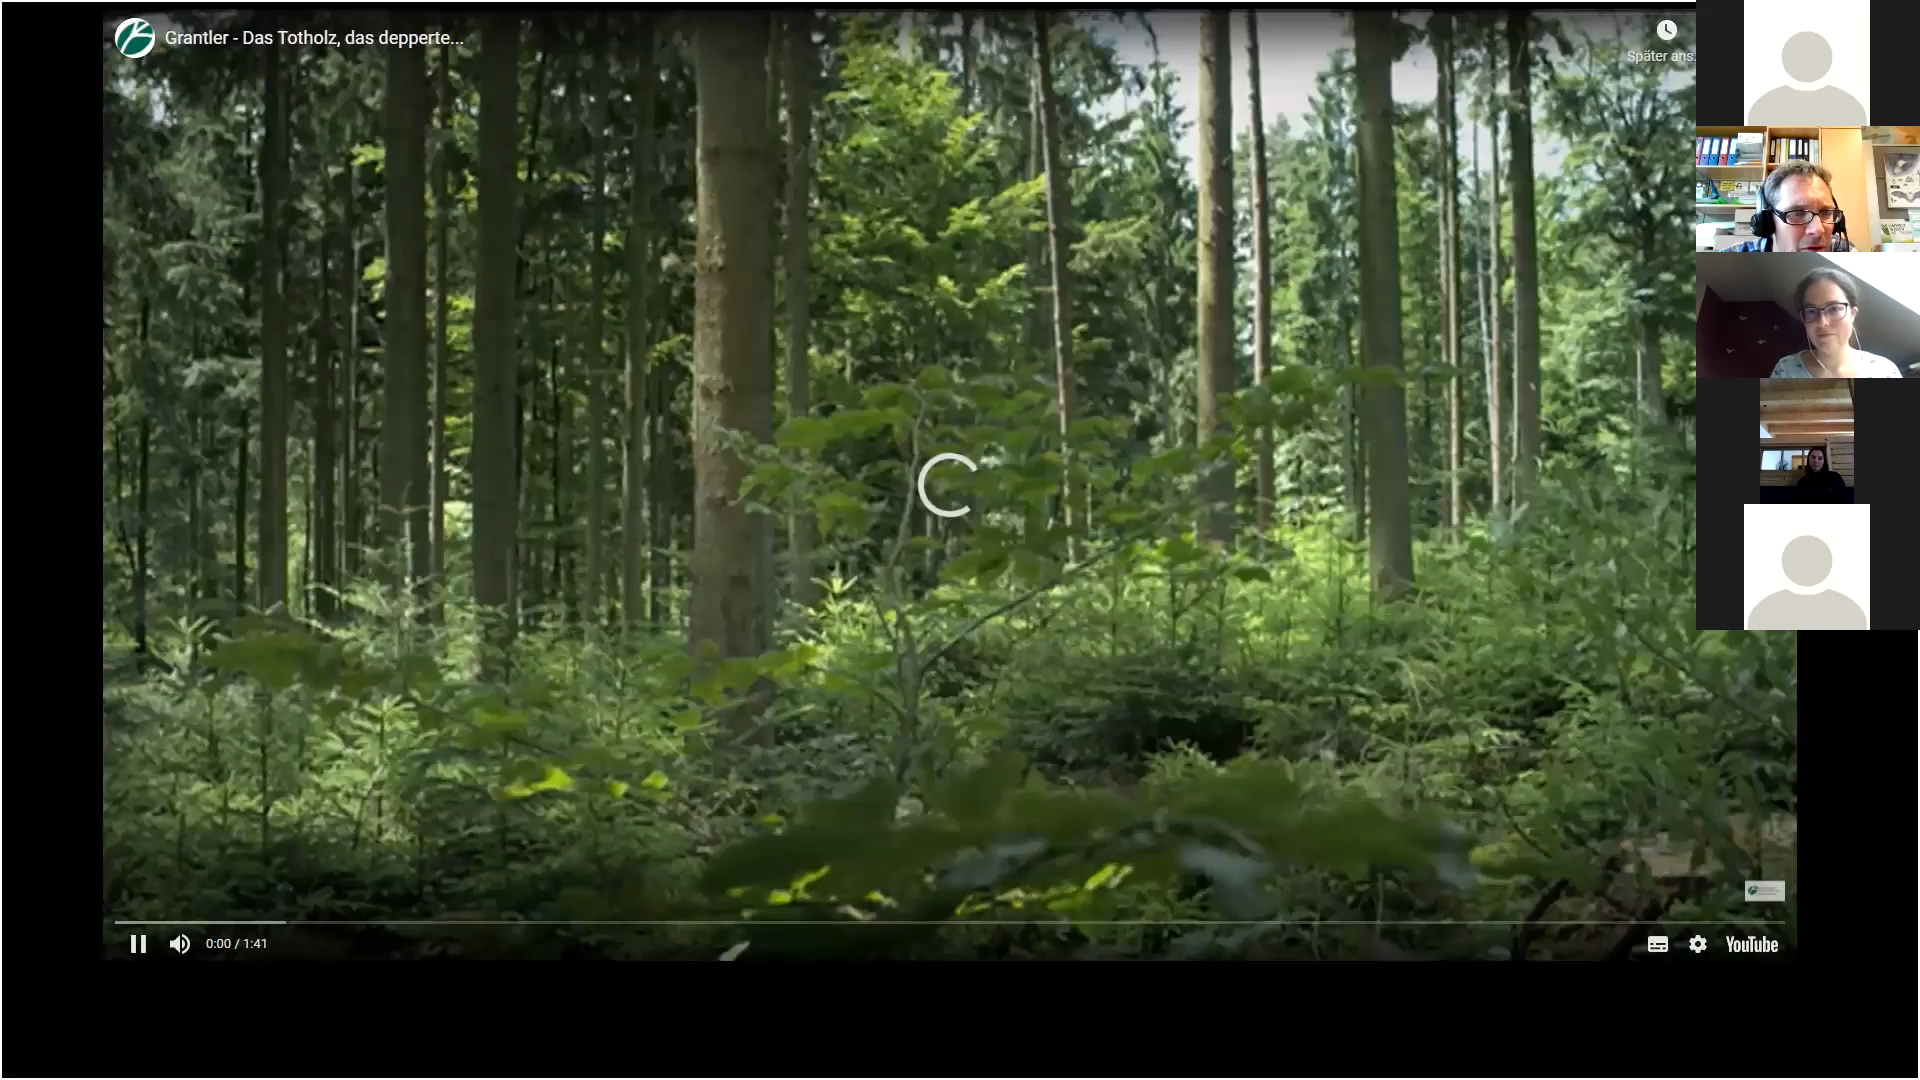 Grantler - Das Totholz, das depperte...
Später ans.
0:00 / 1:41
YouTube